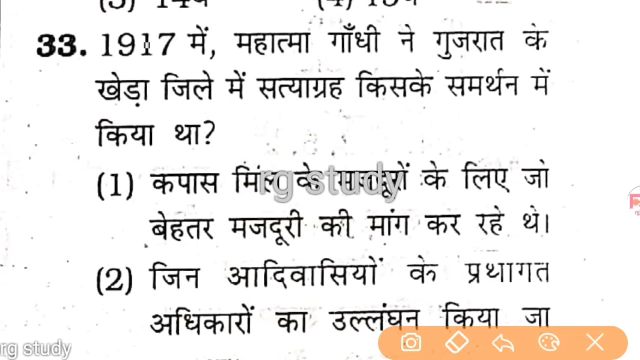 33. 1917 में, महात्मा गाँधी ने गुजरात के
खेड़ा जिले में सत्याग्रह किसके समर्थन में
किया था?
(1) कपास मिल के मजदूरों के लिए जो
rg study
बेहतर मजदूरी की मांग कर रहे थे।
(2) जिन आदिवासियों के प्रथागत
अधिकारों का उल्लंघन किया जा
rg study